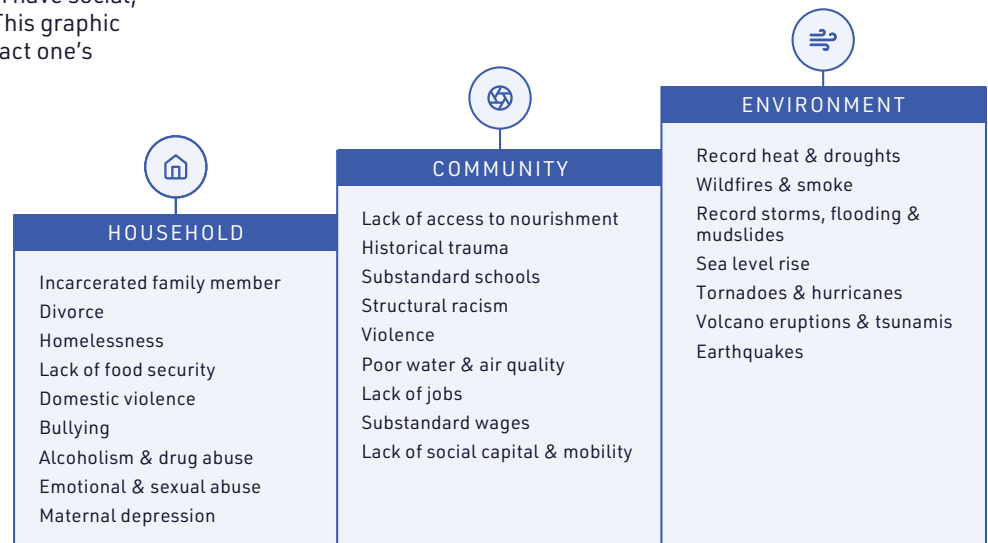 have social,
This graphic
act one's
HOUSEHOLD
Incarcerated family member
Divorce
Homelessness
Lack of food security
Domestic violence
Bullying
Alcoholism & drug abuse
Emotional & sexual abuse
Maternal depression
COMMUNITY
Lack of access to nourishment
Historical trauma
Substandard schools
Structural racism
Violence
Poor water & air quality
Lack of jobs
Substandard wages
Lack of social capital & mobility
ENVIRONMENT
Record heat & droughts
Wildfires & smoke
Record storms, flooding &
mudslides
Sea level rise
Tornadoes & hurricanes
Volcano eruptions & tsunamis
Earthquakes